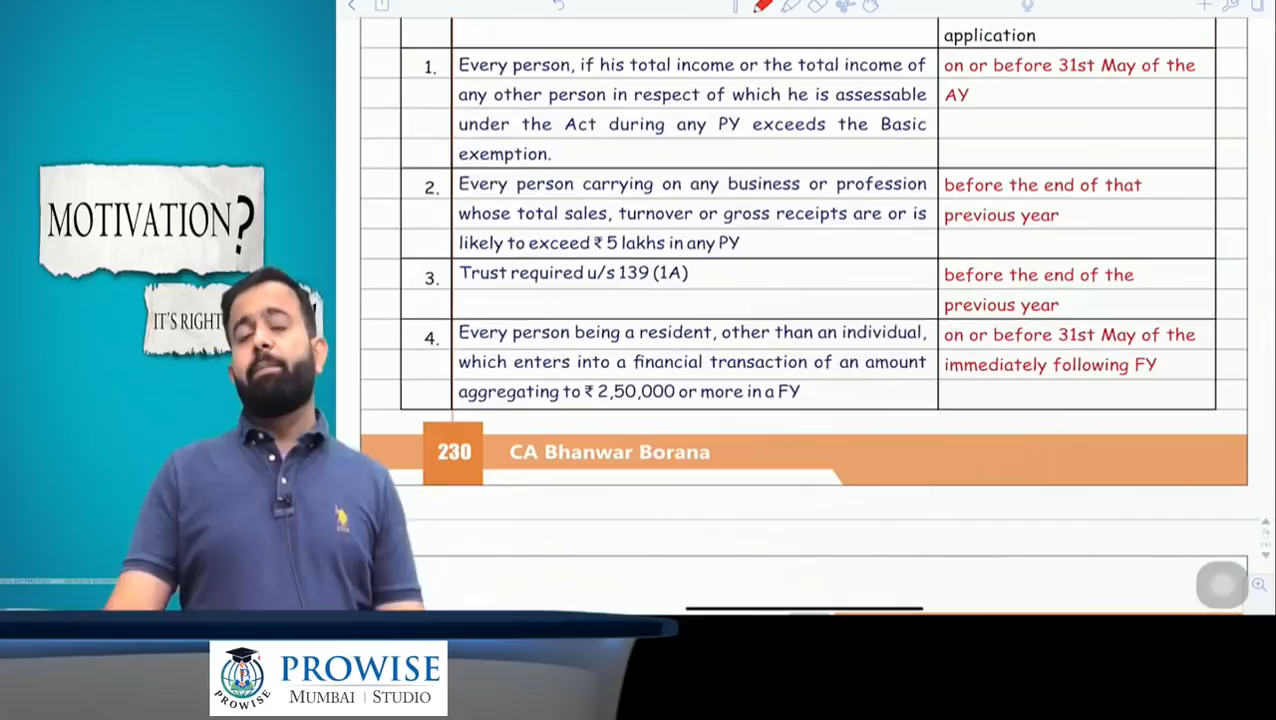 application
1. Every person, if his total income or the total income of
any other person in respect of which he is assessable
under the Act during any PY exceeds the Basic
exemption.
on or before 31st May of the
AY
2. Every person carrying on any business or profession
whose total sales, turnover or gross receipts are or is
likely to exceed ₹ 5 lakhs in any PY
before the end of that
previous year
3. Trust required u/s 139 (1A)
before the end of the
previous year
4. Every person being a resident, other than an individual,
which enters into a financial transaction of an amount
aggregating to ₹ 2,50,000 or more in a FY
on or before 31st May of the
immediately following FY
230 CA Bhanwar Borana
MOTIVATION?
IT'S RIGHT
PROWISE
PROWISE
MUMBAI | STUDIO